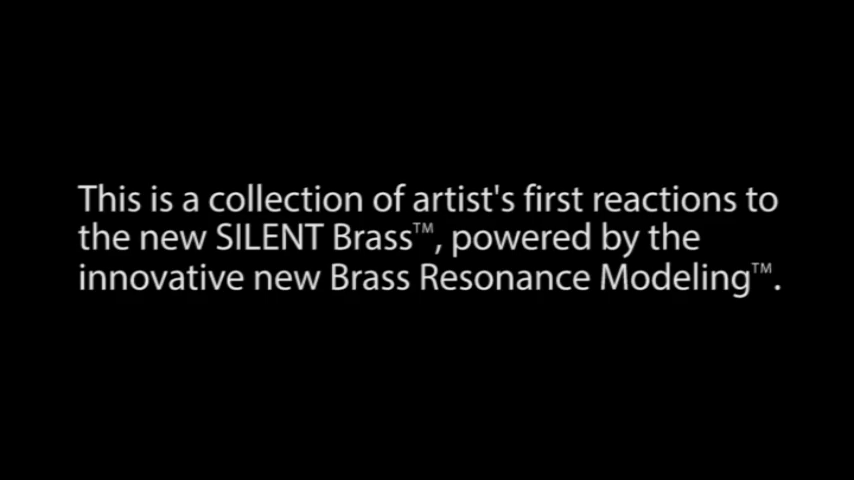 This is a collection of artist's first reactions to
the new SILENT Brass™, powered by the
innovative new Brass Resonance Modeling™.